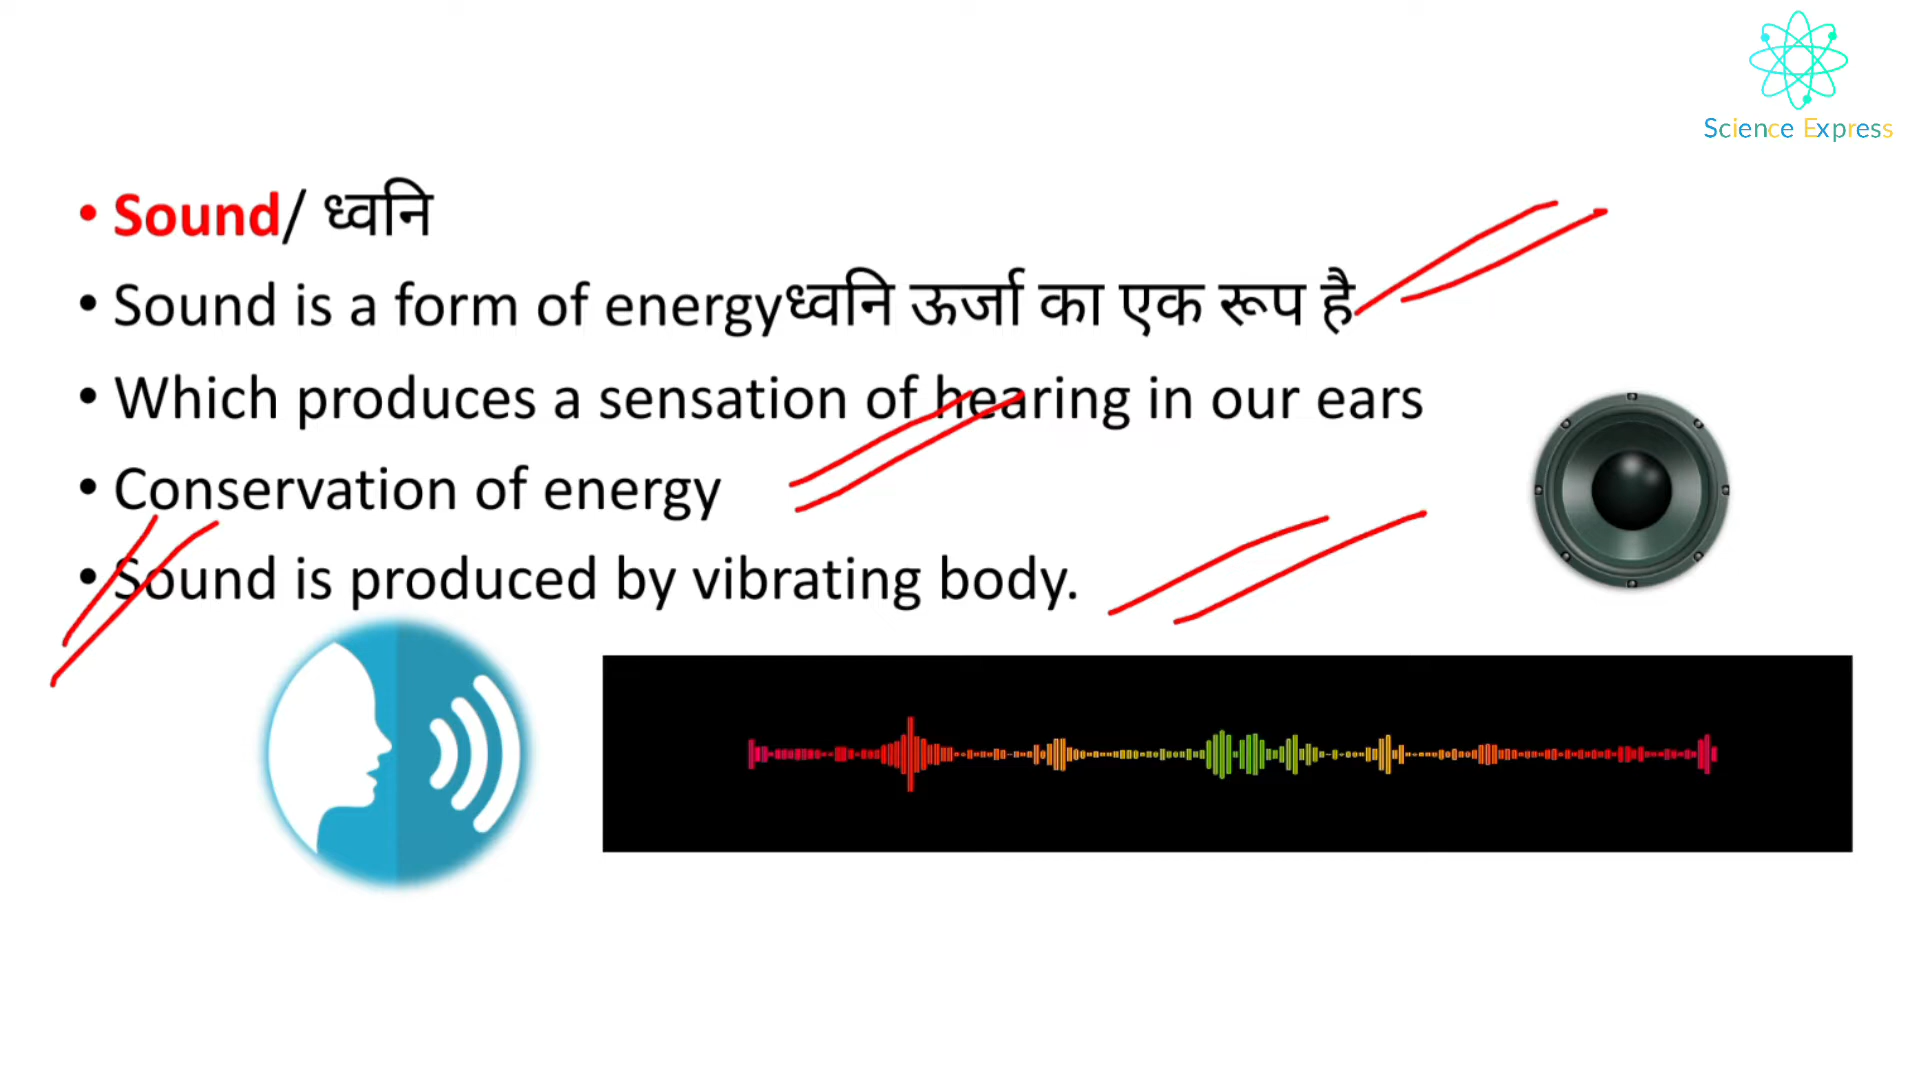 Science Express
• Sound/ ध्वनि
• Sound is a form of energyध्वनि ऊर्जा का एक रूप है
• Which produces a sensation of hearing in our ears
• Conservation of energy
• Sound is produced by vibrating body.